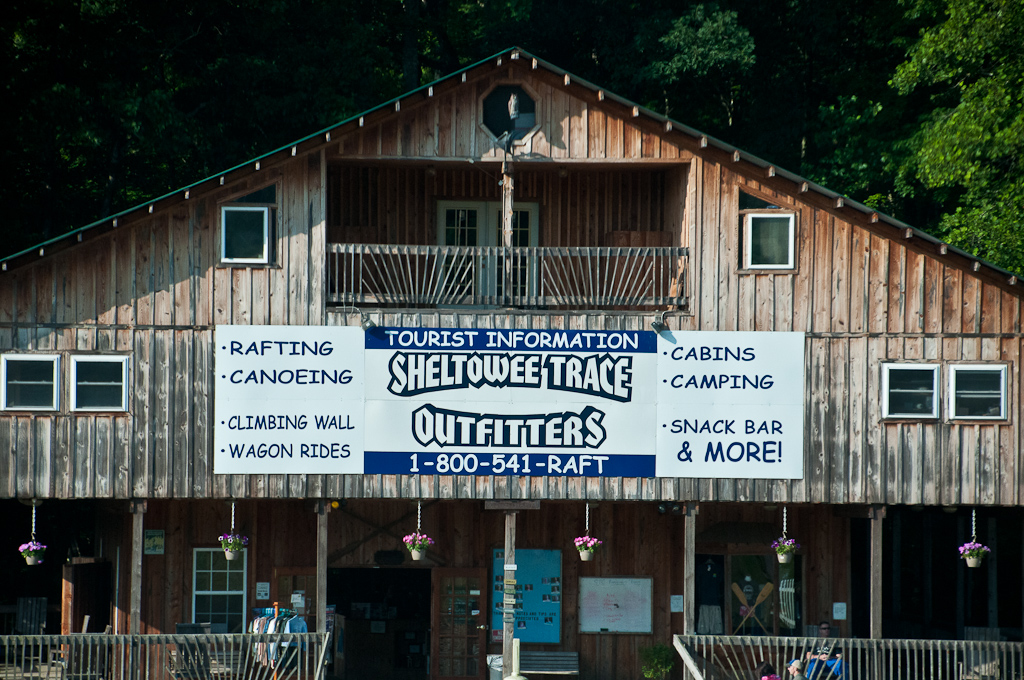 · RAFTING
· CANOEING
· CLIMBING WALL
· WAGON RIDES
TOURIST INFORMATION
SHELTOWEE TRACE
OUTFITTERS
1-800-541-RAFT
· CABINS
· CAMPING
· SNACK BAR
& MORE!